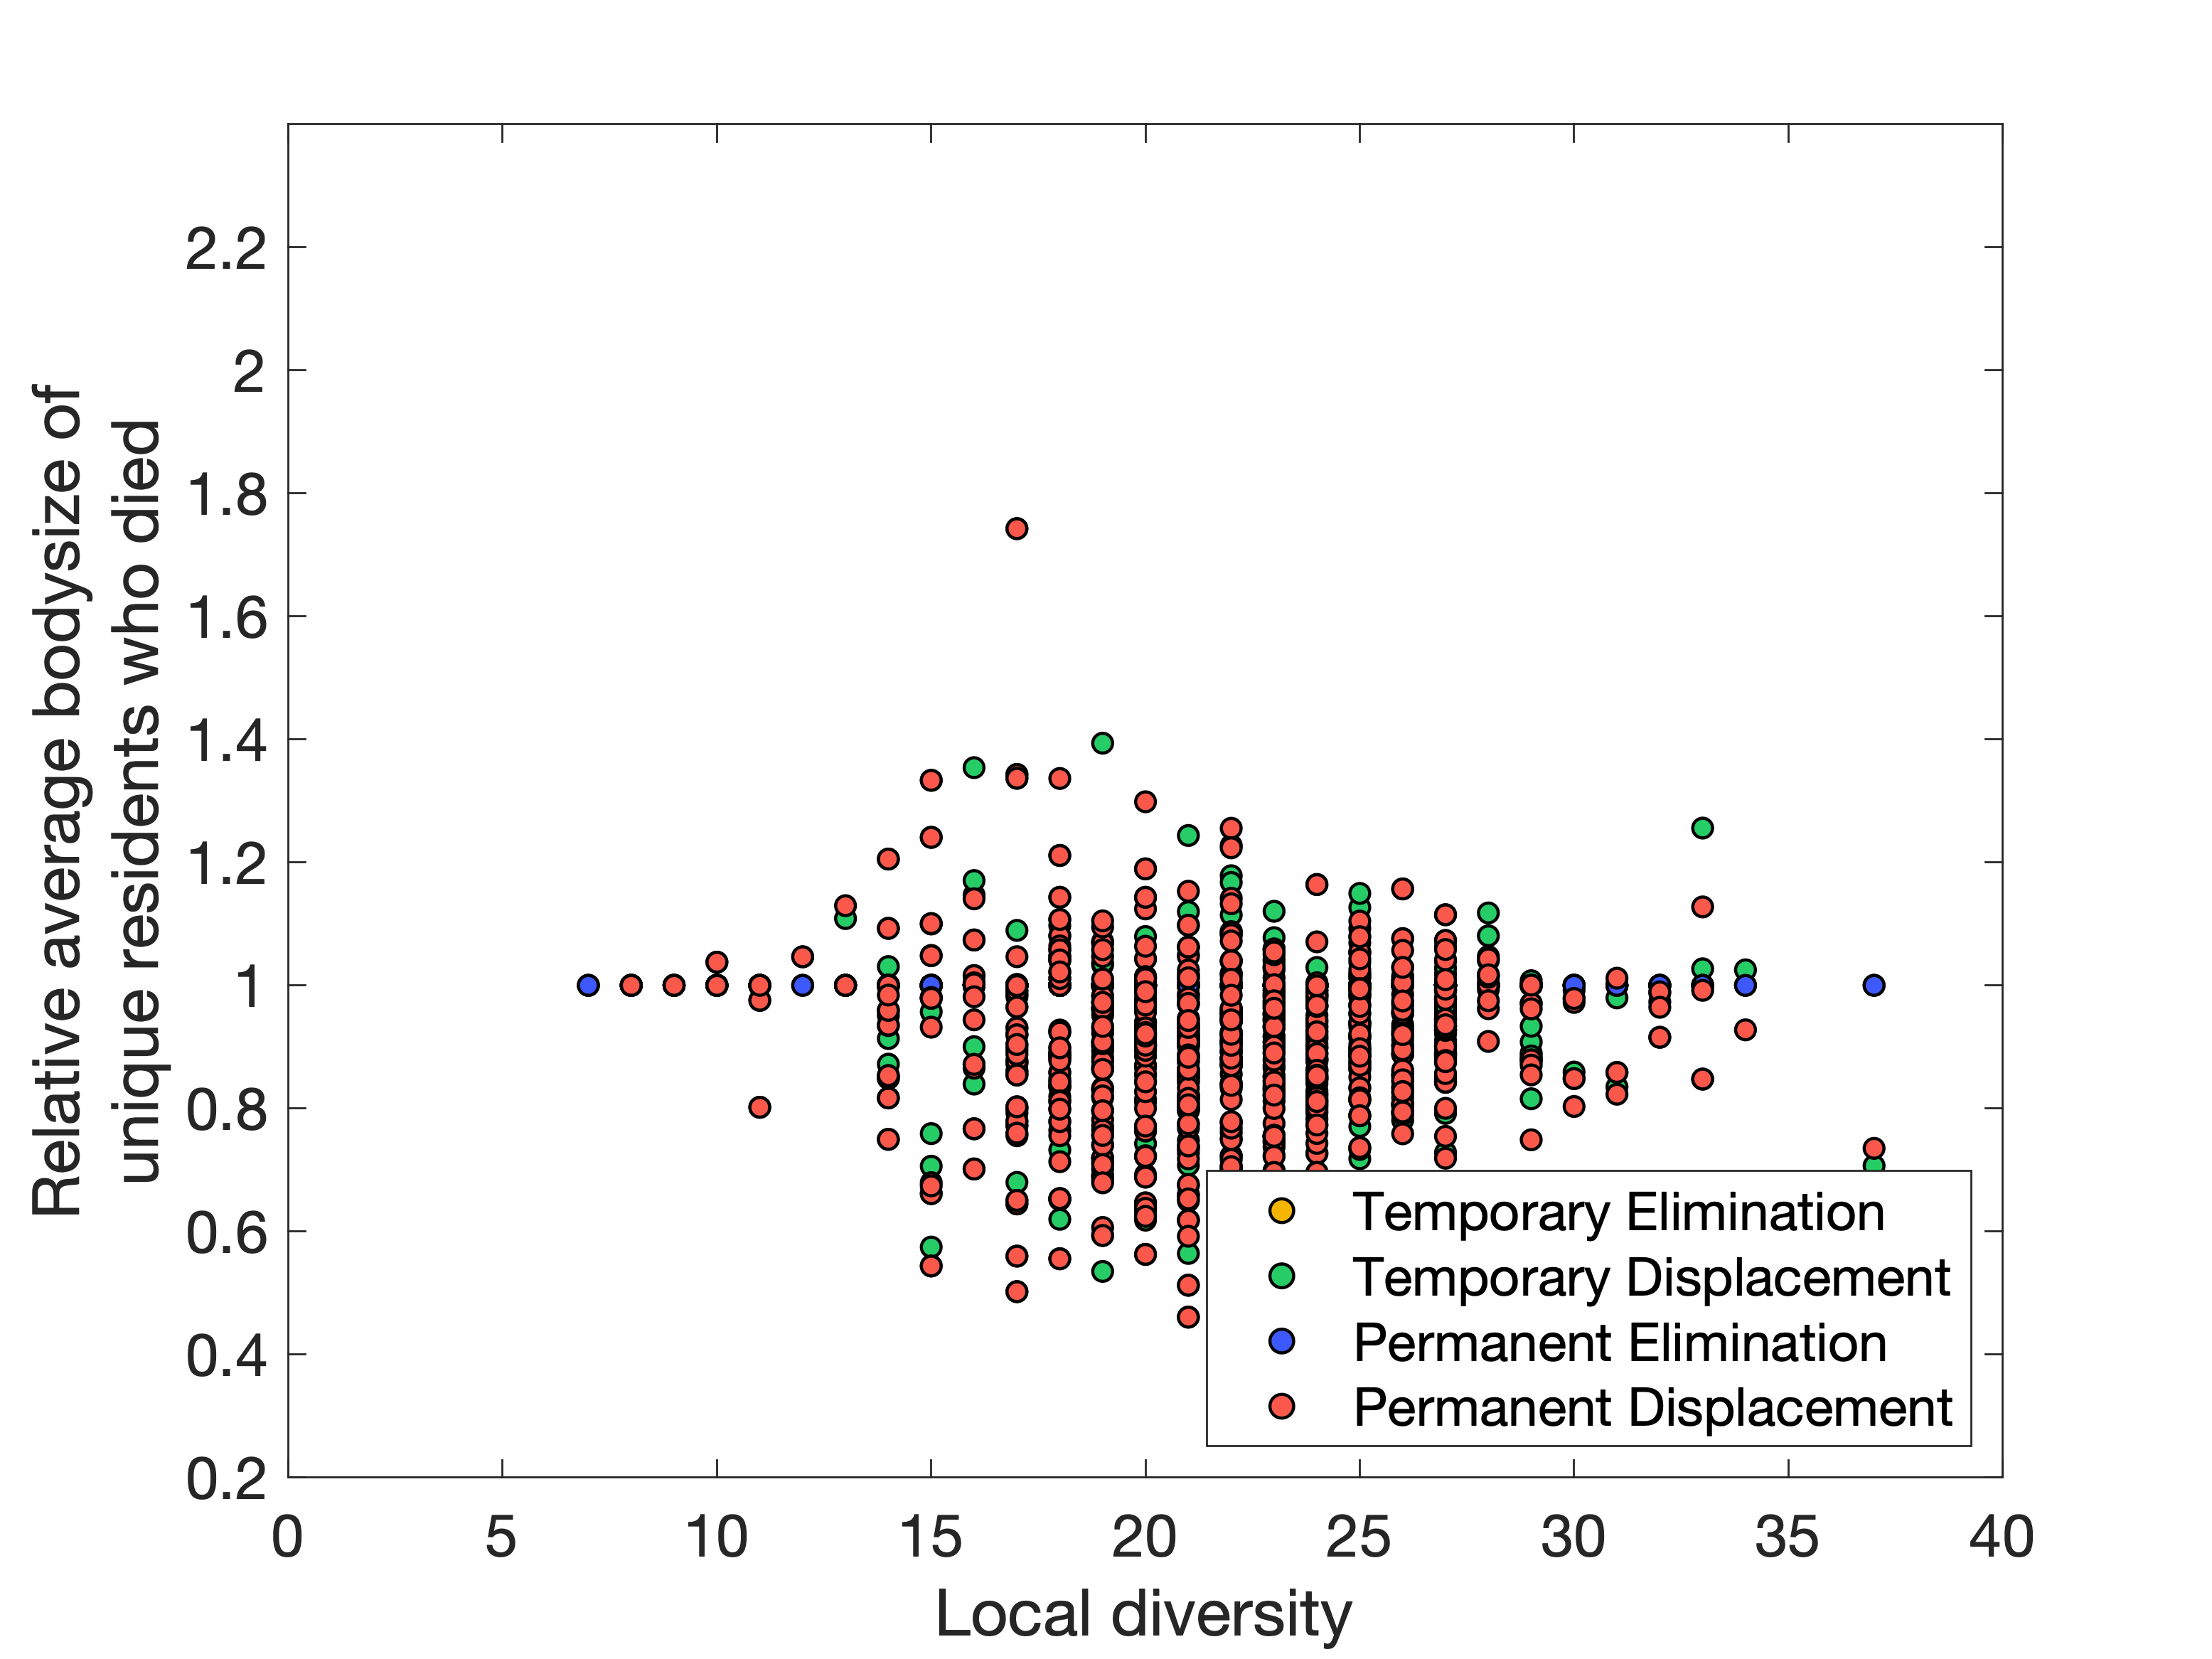 Relative average bodysize of
unique residents who died
2.2
2
1.8
1.6
1.4
1.2
1
0.8
0.6
0.4
0.2
Temporary Elimination
Temporary Displacement
Permanent Elimination
Permanent Displacement
0 5 10 15 20 25 30 35 40
Local diversity